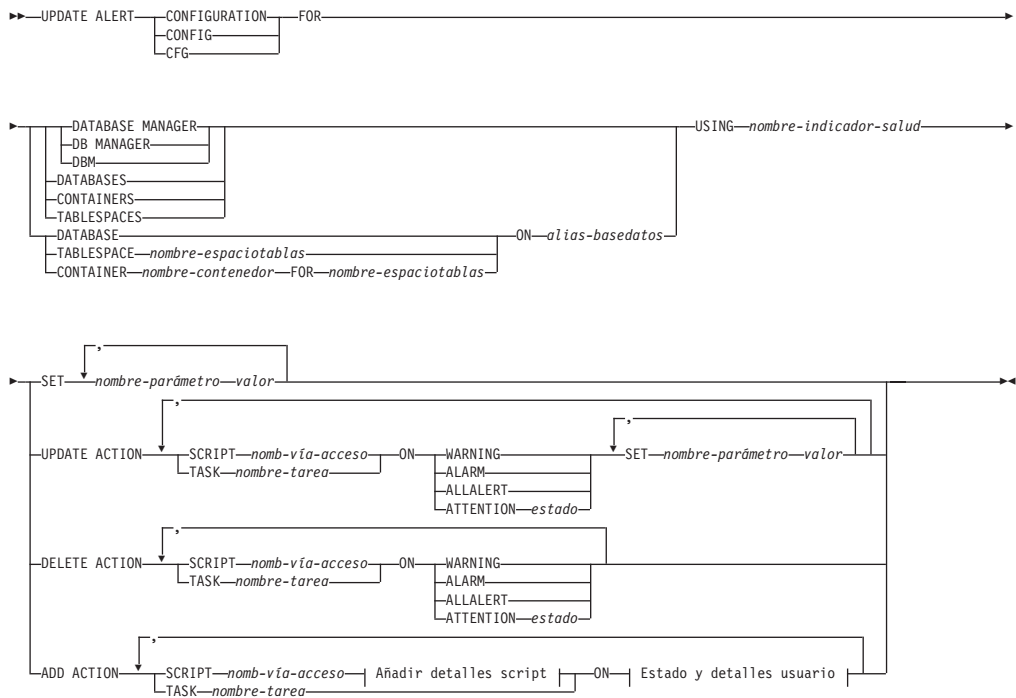 UPDATE ALERT CONFIGURATION FOR
CONFIG
CFG
DATABASE MANAGER USING nombre-indicador-salud
DB MANAGER
DBM
DATABASES
CONTAINERS
TABLESPACES
DATABASE ON alias-basedatos
TABLESPACE nombre-espaciotablas
CONTAINER nombre-contenedor FOR nombre-espaciotablas
,
SET nombre-parámetro valor
,
,
UPDATE ACTION SCRIPT nomb-vía-acceso ON WARNING SET nombre-parámetro valor
TASK nombre-tarea ALARM
ALLALERT
ATTENTION estado
,
DELETE ACTION SCRIPT nomb-vía-acceso ON WARNING
TASK nombre-tarea ALARM
ALLALERT
ATTENTION estado
,
ADD ACTION SCRIPT nomb-vía-acceso Añadir detalles script ON Estado y detalles usuario
TASK nombre-tarea